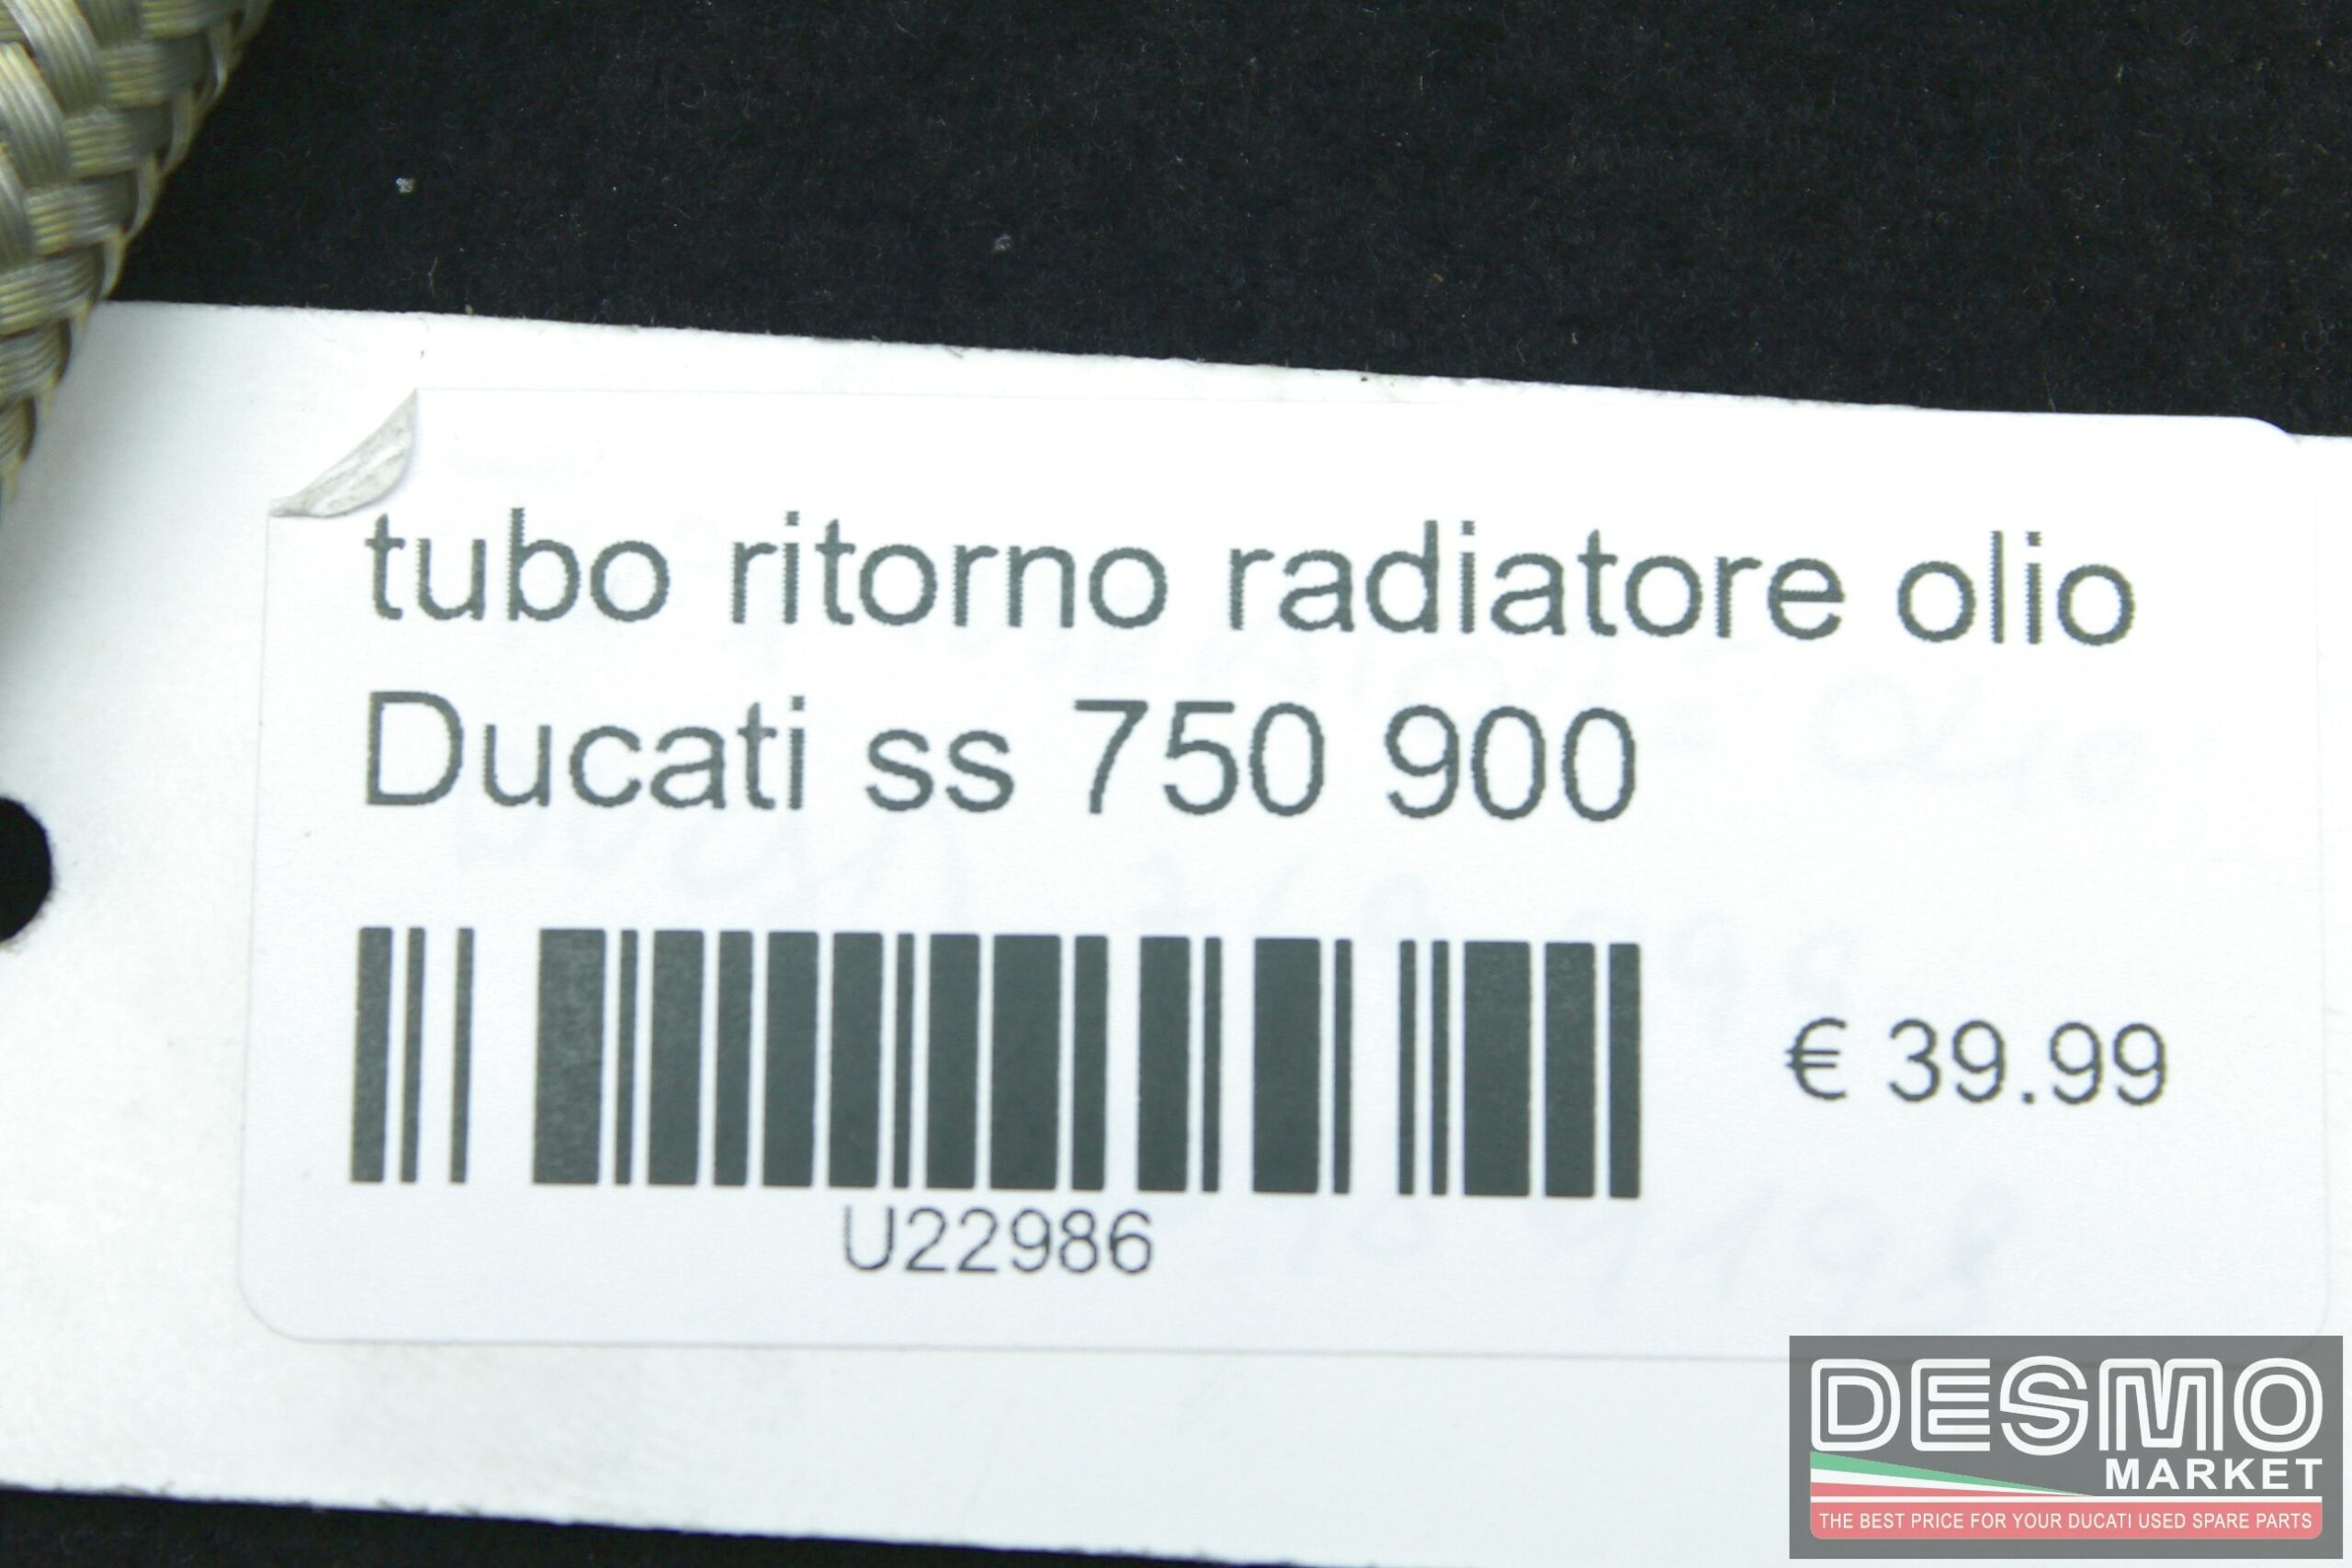 tubo ritorno radiatore olio
Ducati ss 750 900
€ 39.99
U22986
DESMO
MARKET
THE BEST PRICE FOR YOUR DUCATI USED SPARE PARTS